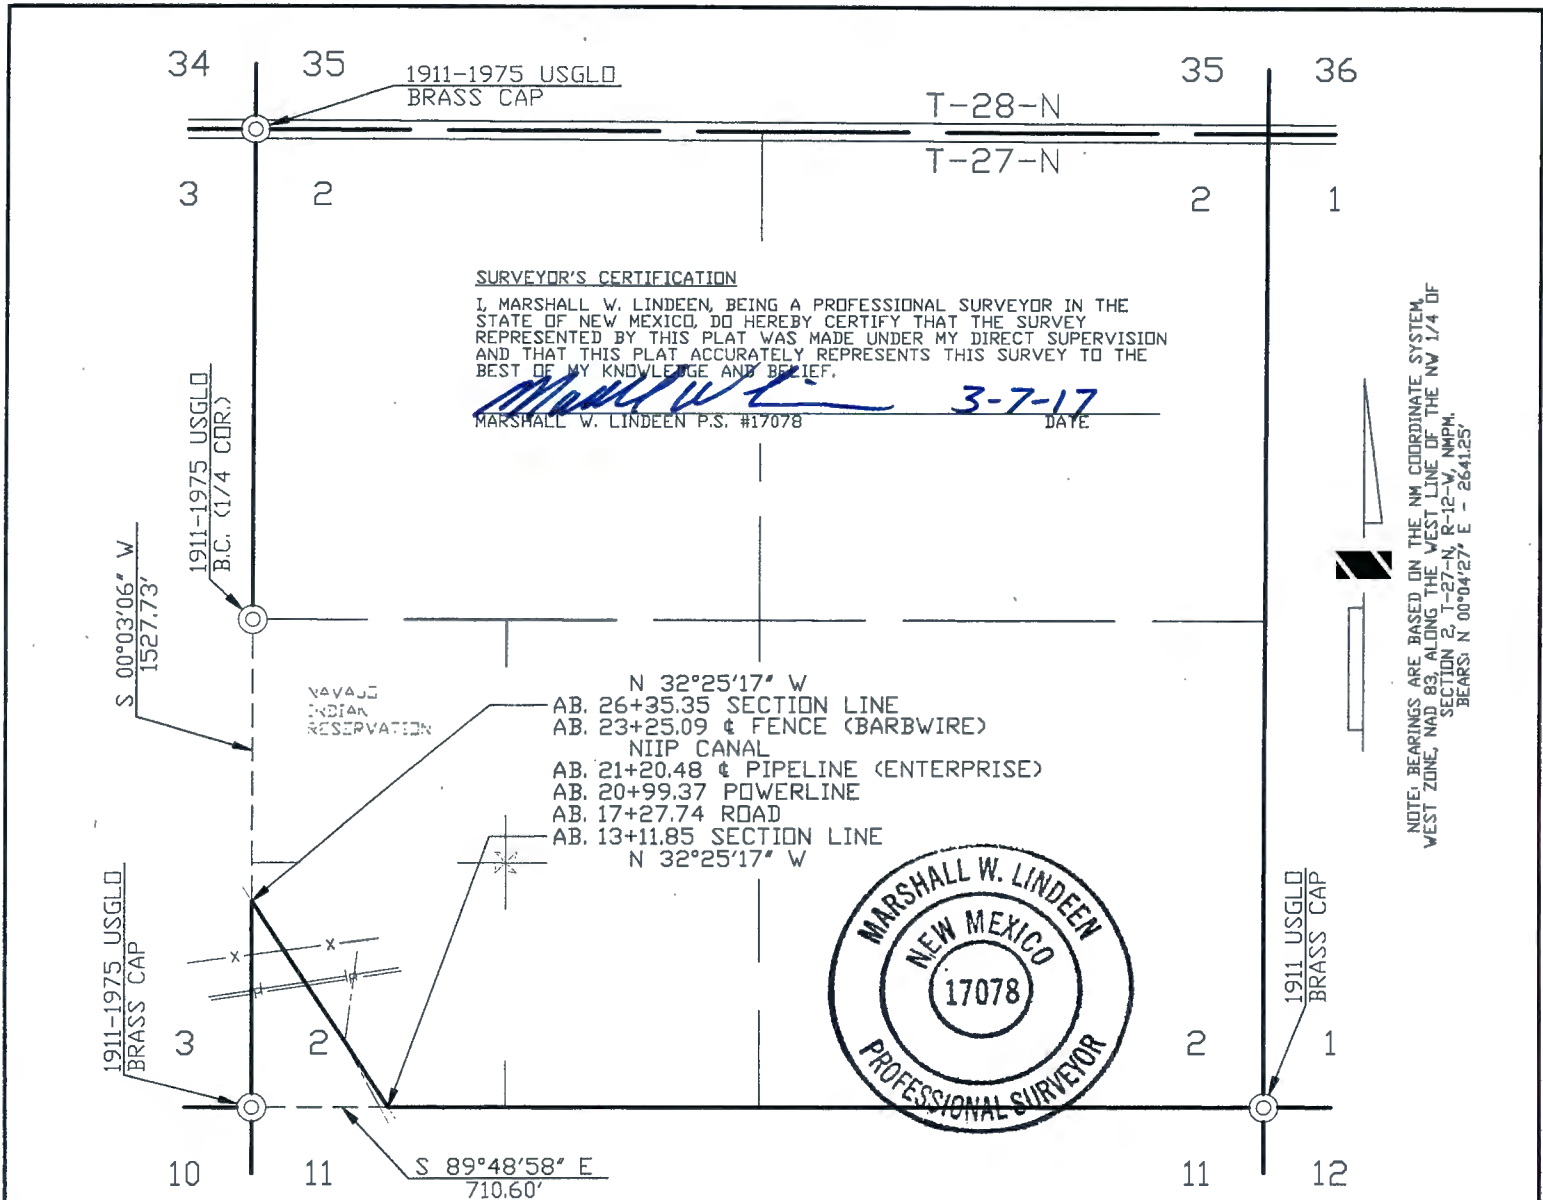 34 35
1911-1975 USGLO
BRASS CAP
35 36
T-28-N
T-27-N
3 2
2 1
SURVEYOR'S CERTIFICATION
I, MARSHALL W. LINDEEN, BEING A PROFESSIONAL SURVEYOR IN THE
STATE OF NEW MEXICO, DO HEREBY CERTIFY THAT THE SURVEY
REPRESENTED BY THIS PLAT WAS MADE UNDER MY DIRECT SUPERVISION
AND THAT THIS PLAT ACCURATELY REPRESENTS THIS SURVEY TO THE
BEST OF MY KNOWLEDGE AND BELIEF.
3-7-17
MARSHALL W. LINDEEN P.S. #17078 DATE
1911-1975 USGLO
B.C. (1/4 COR.)
S 00°03'06" W
1527.73'
NOTE: BEARINGS ARE BASED ON THE NM COORDINATE SYSTEM,
WEST ZONE, NAD 83, ALONG THE WEST LINE OF THE NW 1/4 OF
SECTION 2, T-27-N, R-12-W, NMPM.
BEARS: N 00°04'27" E - 2641.25'
NAVAJO
INDIAN
RESERVATION
N 32°25'17" W
AB. 26+35.35 SECTION LINE
AB. 23+25.09 ℄ FENCE (BARBWIRE)
NIIP CANAL
AB. 21+20.48 ℄ PIPELINE (ENTERPRISE)
AB. 20+99.37 POWERLINE
AB. 17+27.74 ROAD
AB. 13+11.85 SECTION LINE
N 32°25'17" W
MARSHALL W. LINDEEN
NEW MEXICO
17078
PROFESSIONAL SURVEYOR
1911-1975 USGLO
BRASS CAP
1911 USGLO
BRASS CAP
X X
3 2
2 1
10 11
S 89°48'58" E
710.60'
11 12